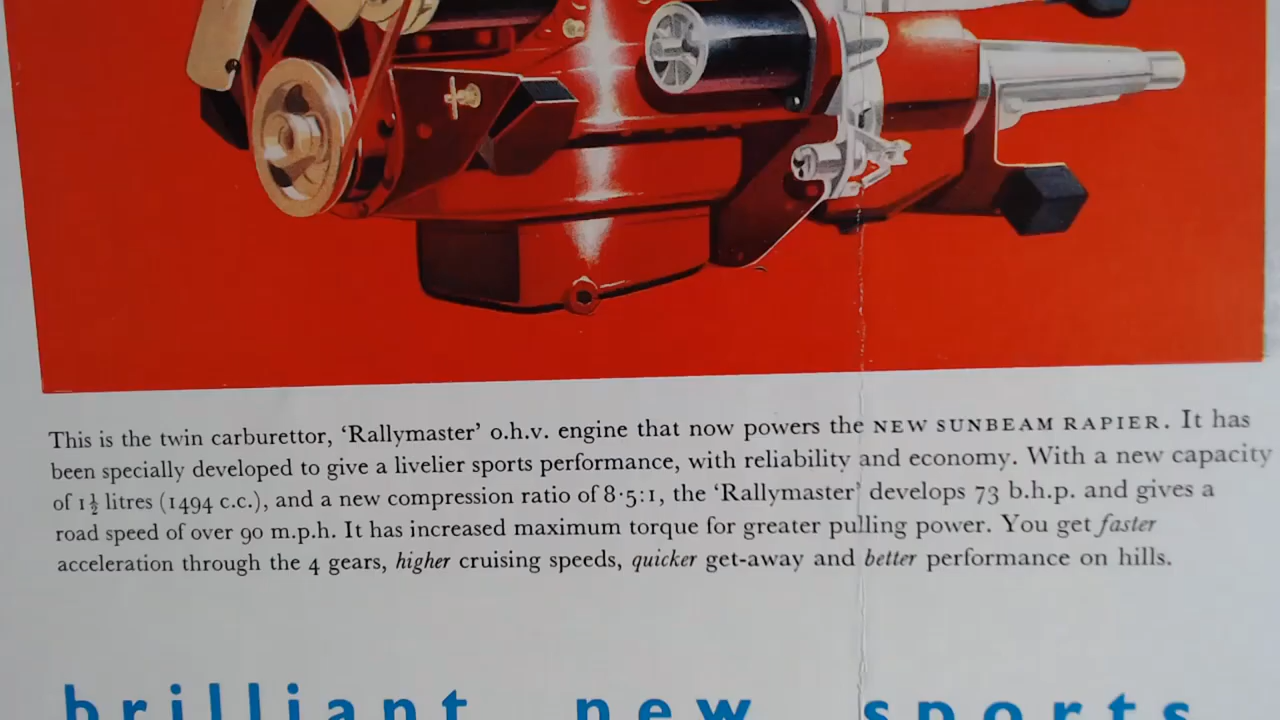 This is the twin carburettor, ‘Rallymaster’ o.h.v. engine that now powers the NEW SUNBEAM RAPIER. It has
been specially developed to give a livelier sports performance, with reliability and economy. With a new capacity
of 1½ litres (1494 c.c.), and a new compression ratio of 8·5:1, the ‘Rallymaster’ develops 73 b.h.p. and gives a
road speed of over 90 m.p.h. It has increased maximum torque for greater pulling power. You get faster
acceleration through the 4 gears, higher cruising speeds, quicker get-away and better performance on hills.
brilliant new sports